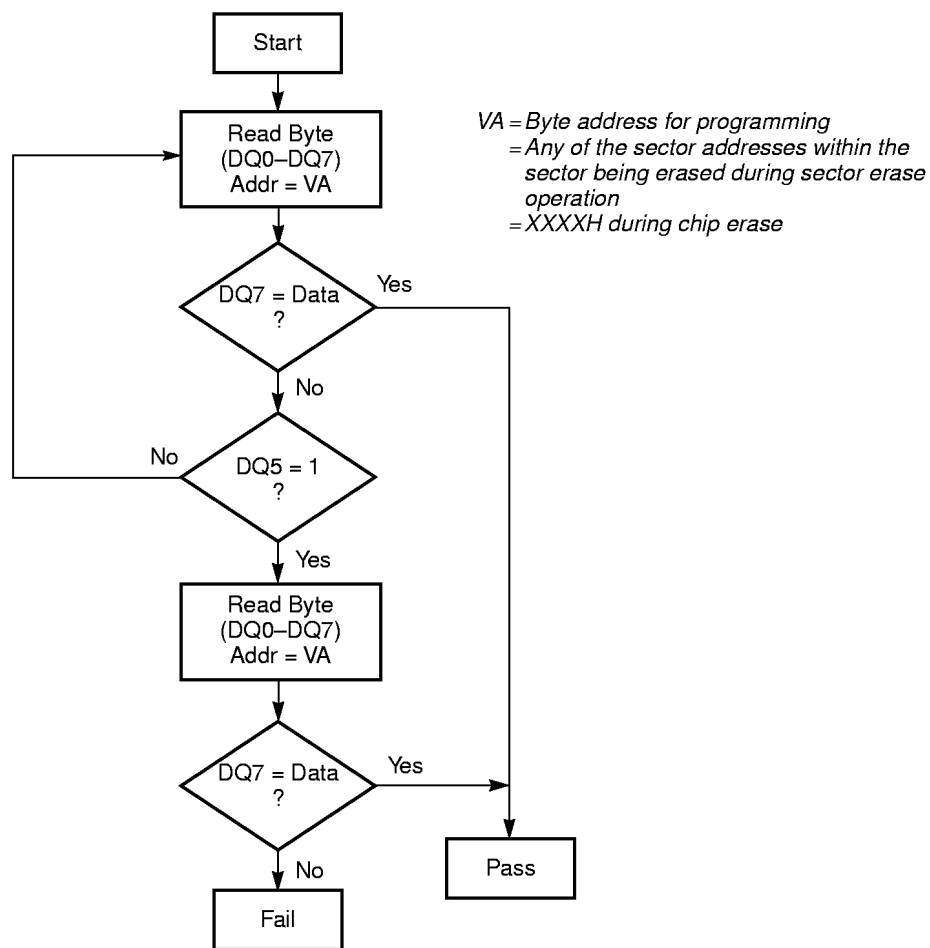 Start
Read Byte
(DQ0–DQ7)
Addr = VA
VA = Byte address for programming
= Any of the sector addresses within the
sector being erased during sector erase
operation
= XXXXH during chip erase
DQ7 = Data
?
Yes
No
DQ5 = 1
?
No
Yes
Read Byte
(DQ0–DQ7)
Addr = VA
DQ7 = Data
?
Yes
No
Pass
Fail